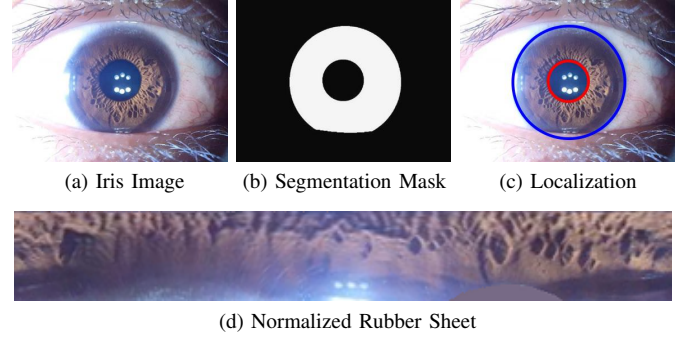 (a) Iris Image
(b) Segmentation Mask
(c) Localization
(d) Normalized Rubber Sheet